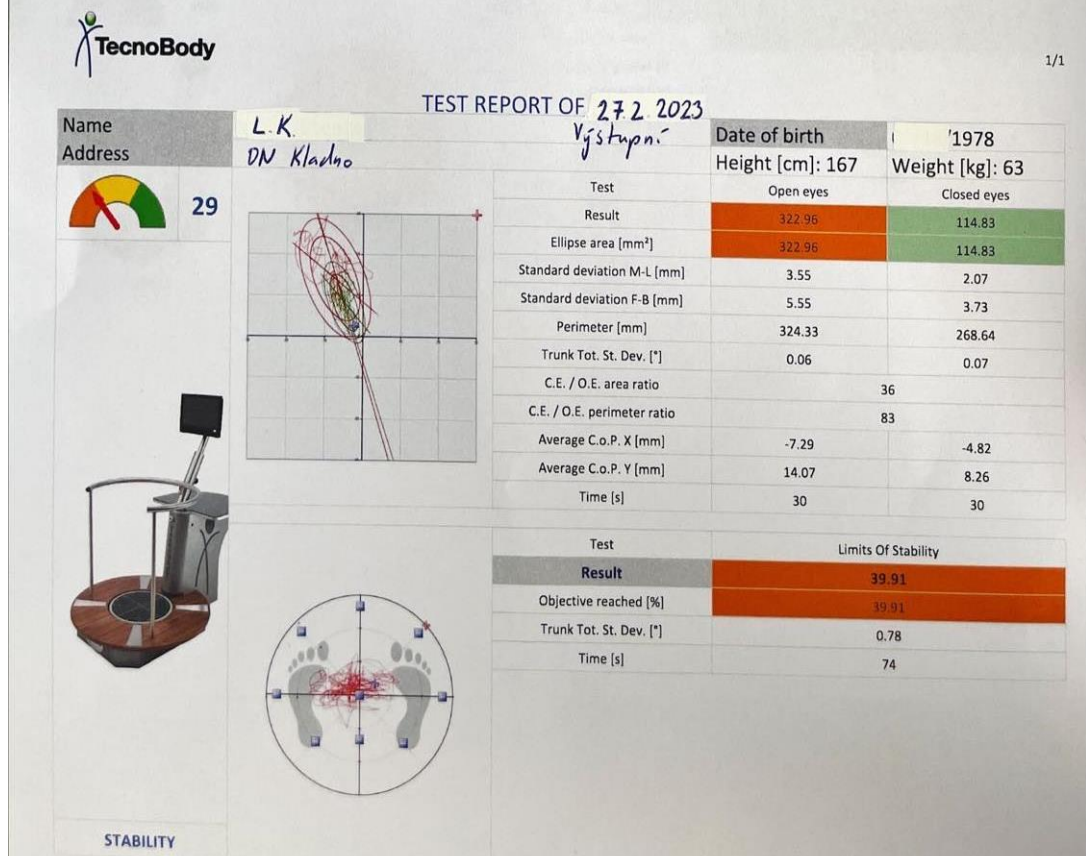 TecnoBody
1/1
TEST REPORT OF 27.2.2023
Výstupní
Name L.K.
Address DN Kladno
Date of birth /1978
Height [cm]: 167 Weight [kg]: 63
29
Test Open eyes Closed eyes
Result 322.96 114.83
Ellipse area [mm²] 322.96 114.83
Standard deviation M-L [mm] 3.55 2.07
Standard deviation F-B [mm] 5.55 3.73
Perimeter [mm] 324.33 268.64
Trunk Tot. St. Dev. [°] 0.06 0.07
C.E. / O.E. area ratio 36
C.E. / O.E. perimeter ratio 83
Average C.o.P. X [mm] -7.29 -4.82
Average C.o.P. Y [mm] 14.07 8.26
Time [s] 30 30
Test Limits Of Stability
Result 39.91
Objective reached [%] 39.91
Trunk Tot. St. Dev. [°] 0.78
Time [s] 74
STABILITY